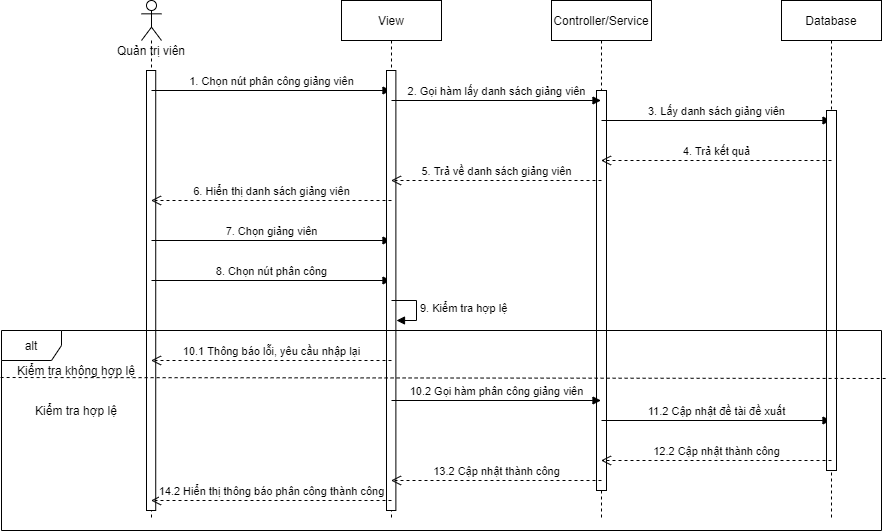 View
Controller/Service
Database
Quản trị viên
1. Chọn nút phân công giảng viên
2. Gọi hàm lấy danh sách giảng viên
3. Lấy danh sách giảng viên
4. Trả kết quả
5. Trả về danh sách giảng viên
6. Hiển thị danh sách giảng viên
7. Chọn giảng viên
8. Chọn nút phân công
9. Kiểm tra hợp lệ
alt
10.1 Thông báo lỗi, yêu cầu nhập lại
Kiểm tra không hợp lệ
10.2 Gọi hàm phân công giảng viên
Kiểm tra hợp lệ
11.2 Cập nhật đề tài đề xuất
12.2 Cập nhật thành công
13.2 Cập nhật thành công
14.2 Hiển thị thông báo phân công thành công